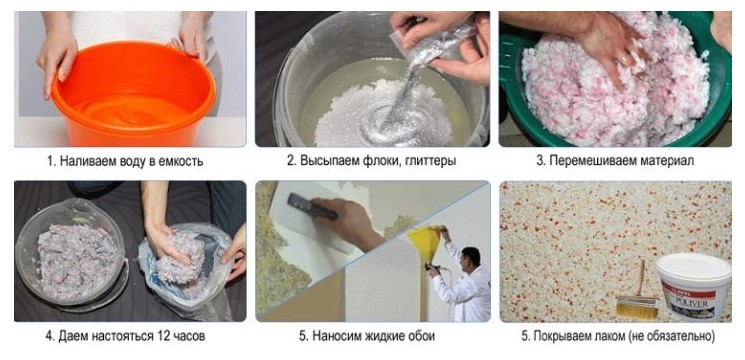 1. Наливаем воду в емкость
2. Высыпаем флоки, глиттеры
3. Перемешиваем материал
4. Даем настояться 12 часов
5. Наносим жидкие обои
5. Покрываем лаком (не обязательно)
POLIVER